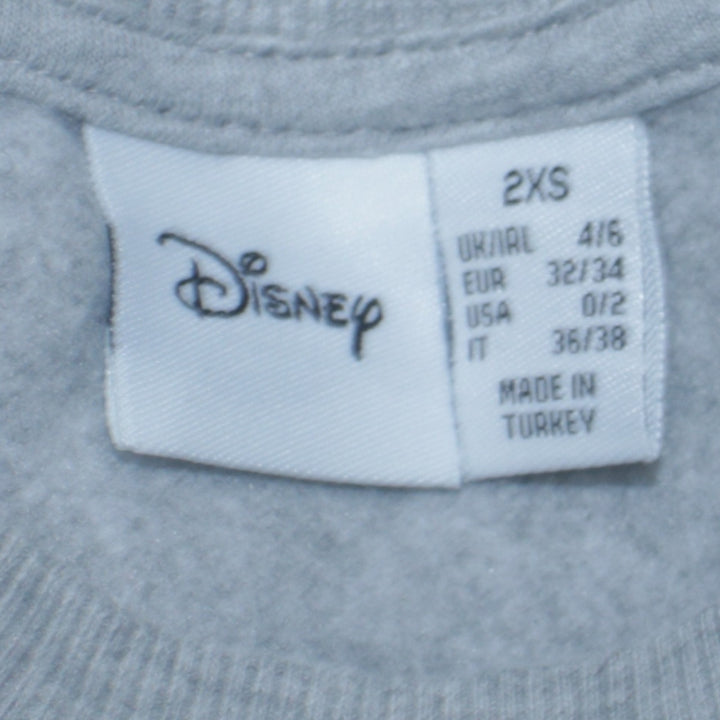 Disney
2XS
UK/IRL 4/6
EUR 32/34
USA 0/2
IT 36/38
MADE IN
TURKEY